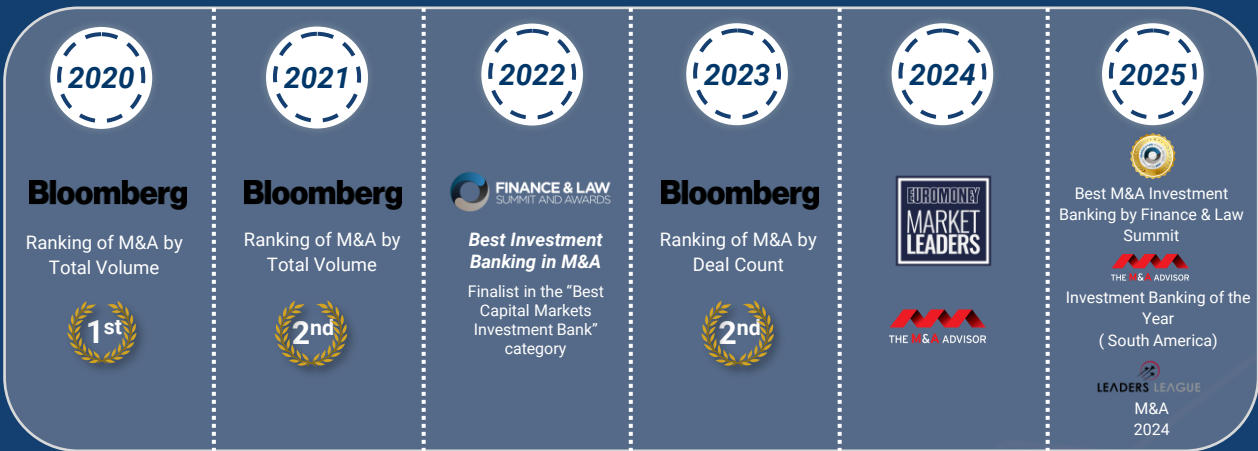 2020
Bloomberg
Ranking of M&A by
Total Volume
1st
2021
Bloomberg
Ranking of M&A by
Total Volume
2nd
2022
FINANCE & LAW
SUMMIT AND AWARDS
Best Investment
Banking in M&A
Finalist in the “Best
Capital Markets
Investment Bank”
category
2023
Bloomberg
Ranking of M&A by
Deal Count
2nd
2024
EUROMONEY
MARKET
LEADERS
THE M&A ADVISOR
2025
Best M&A Investment
Banking by Finance & Law
Summit
THE M&A ADVISOR
Investment Banking of the
Year
( South America)
LEADERS LEAGUE
M&A
2024